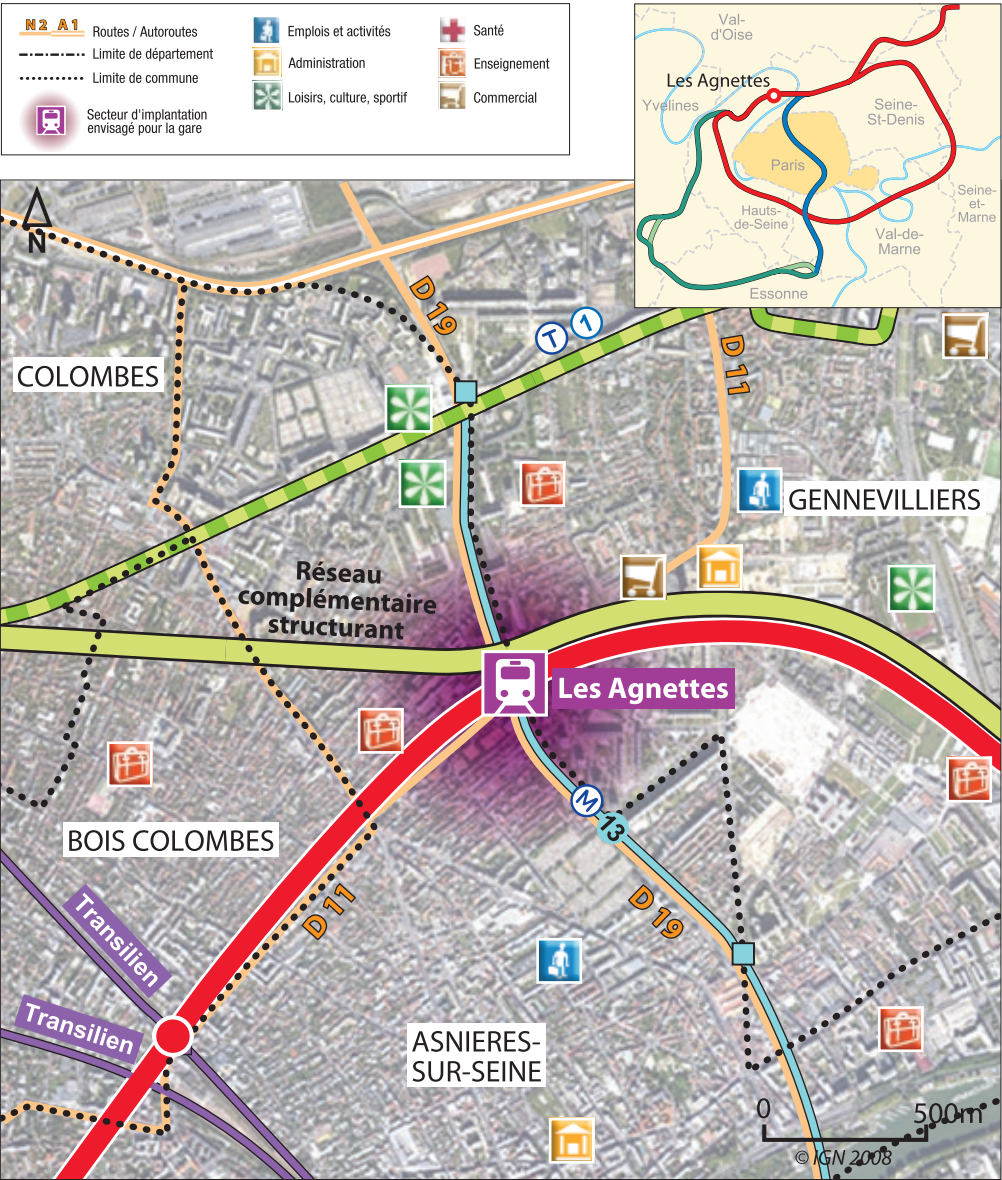 N2 A1
Routes / Autoroutes
Limite de département
Limite de commune
Secteur d'implantation
envisagé pour la gare
Emplois et activités
Administration
Loisirs, culture, sportif
Santé
Enseignement
Commercial
Val-
d'Oise
Les Agnettes
Yvelines
Seine-
St-Denis
Paris
Hauts-
de-Seine
Val-de-
Marne
Seine-
et-
Marne
Essonne
N
D 19
T 1
D 11
COLOMBES
GENNEVILLIERS
Réseau
complémentaire
structurant
Les Agnettes
M 13
BOIS COLOMBES
D 11
D 19
Transilien
Transilien
ASNIERES-
SUR-SEINE
0 500m
© IGN 2008